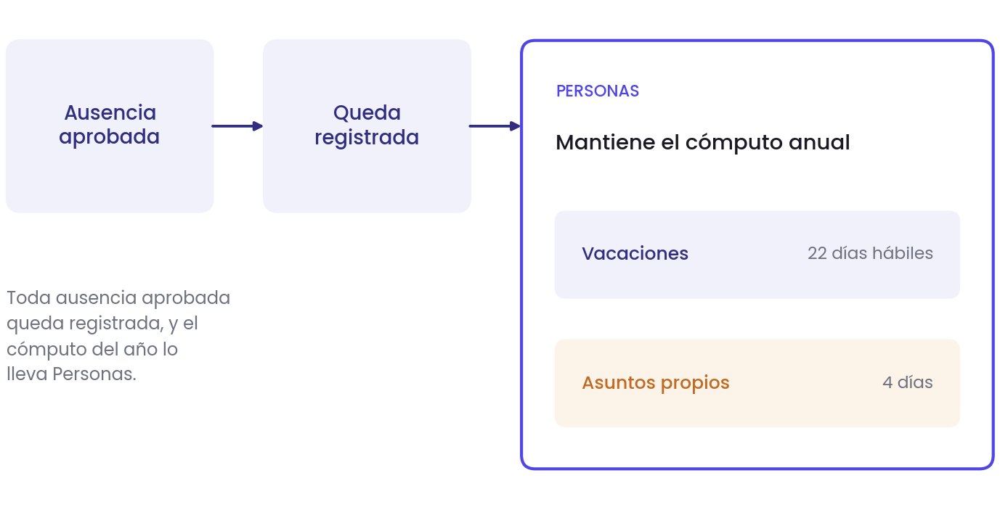 Ausencia
aprobada
Queda
registrada
PERSONAS
Mantiene el cómputo anual
Vacaciones
22 días hábiles
Asuntos propios
4 días
Toda ausencia aprobada
queda registrada, y el
cómputo del año lo
lleva Personas.